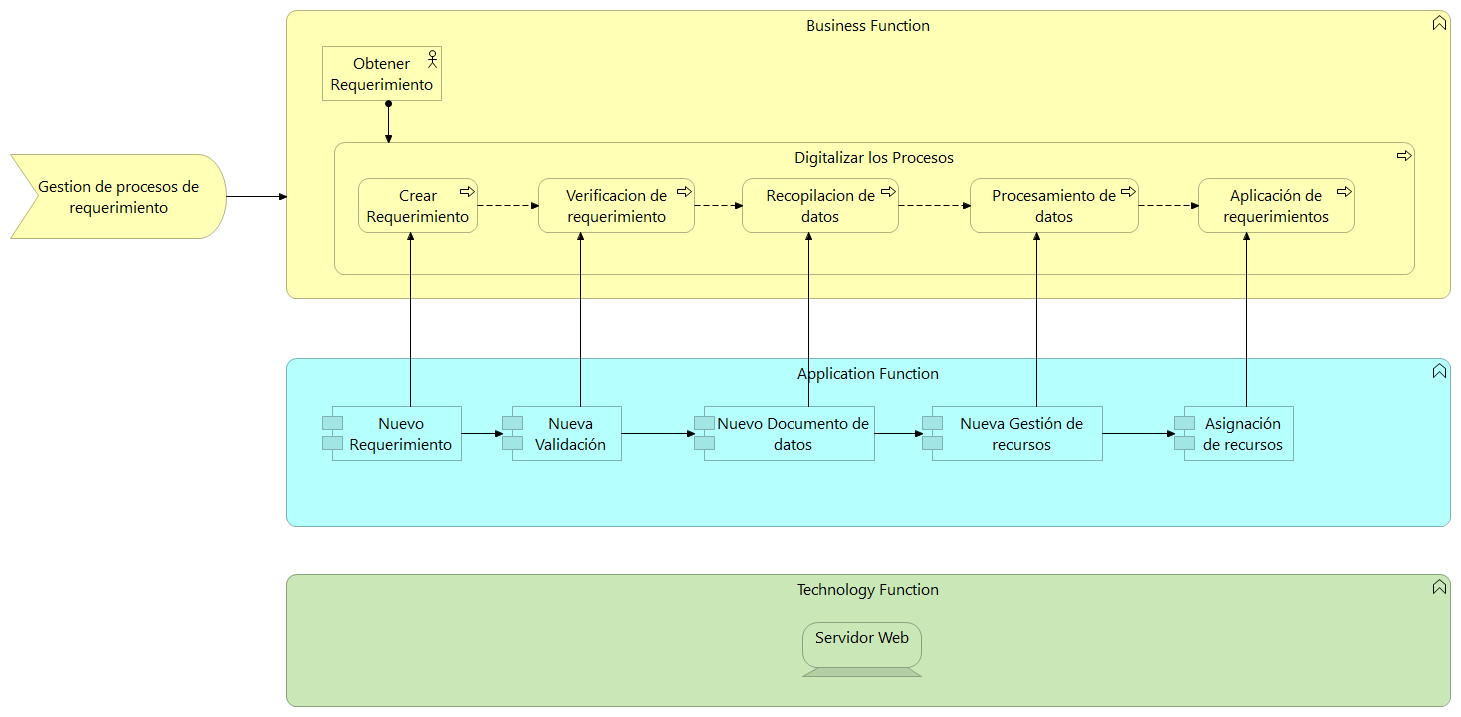 Business Function
Obtener
Requerimiento
Gestion de procesos de
requerimiento
Digitalizar los Procesos
Crear
Requerimiento
Verificacion de
requerimiento
Recopilacion de
datos
Procesamiento de
datos
Aplicación de
requerimientos
Application Function
Nuevo
Requerimiento
Nueva
Validación
Nuevo Documento de
datos
Nueva Gestión de
recursos
Asignación
de recursos
Technology Function
Servidor Web